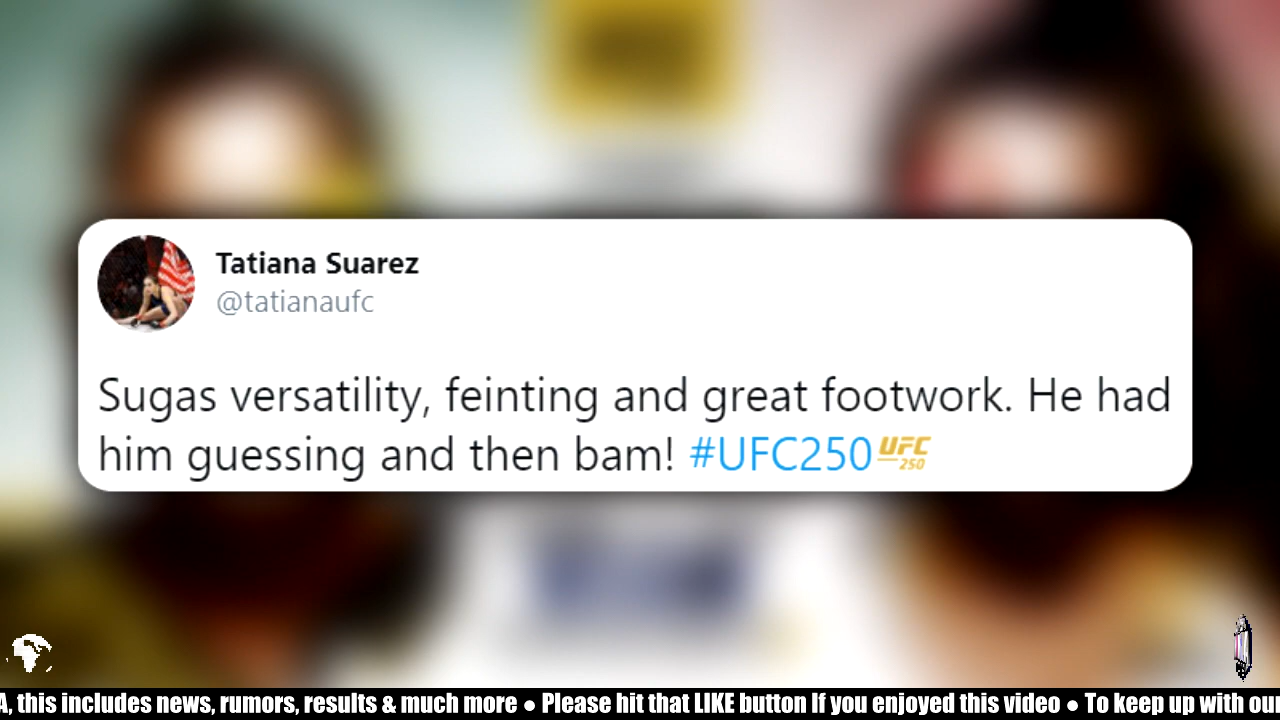 Tatiana Suarez
@tatianaufc
Sugas versatility, feinting and great footwork. He had
him guessing and then bam! #UFC250 UFC 250
A, this includes news, rumors, results & much more ● Please hit that LIKE button If you enjoyed this video ● To keep up with our